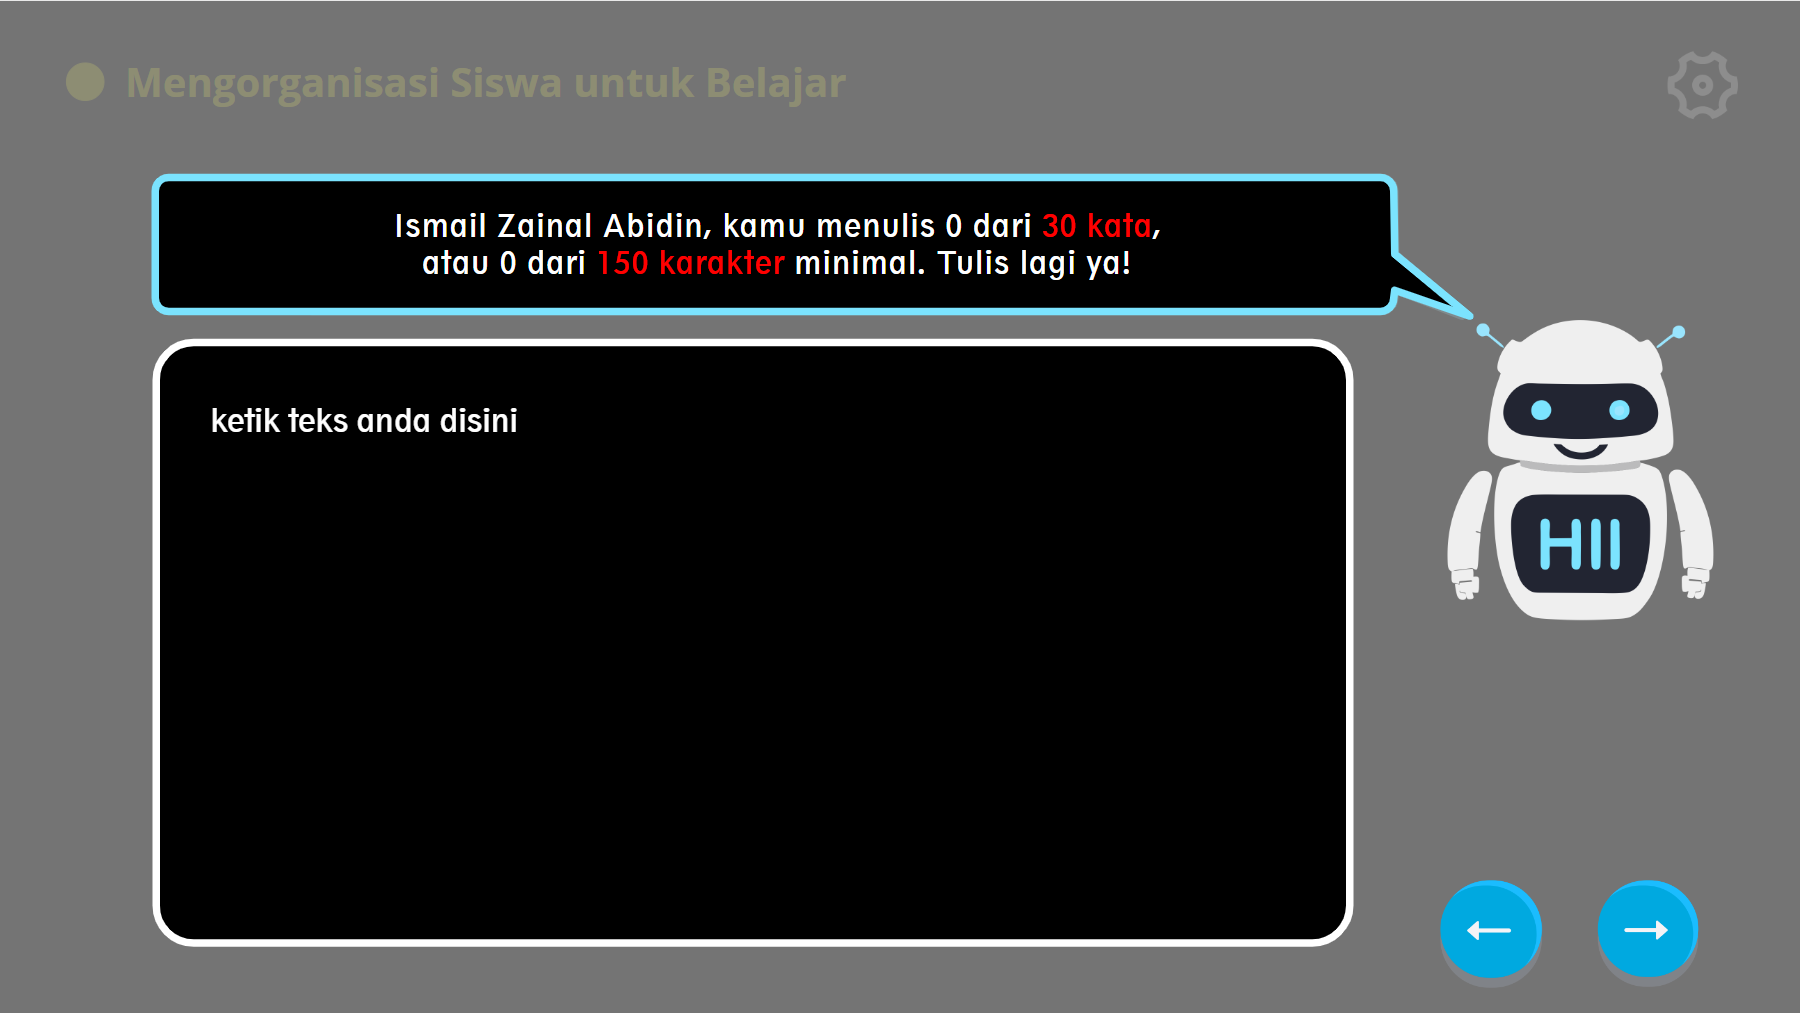 Mengorganisasi Siswa untuk Belajar
Ismail Zainal Abidin, kamu menulis 0 dari 30 kata,
atau 0 dari 150 karakter minimal. Tulis lagi ya!
ketik teks anda disini
HII